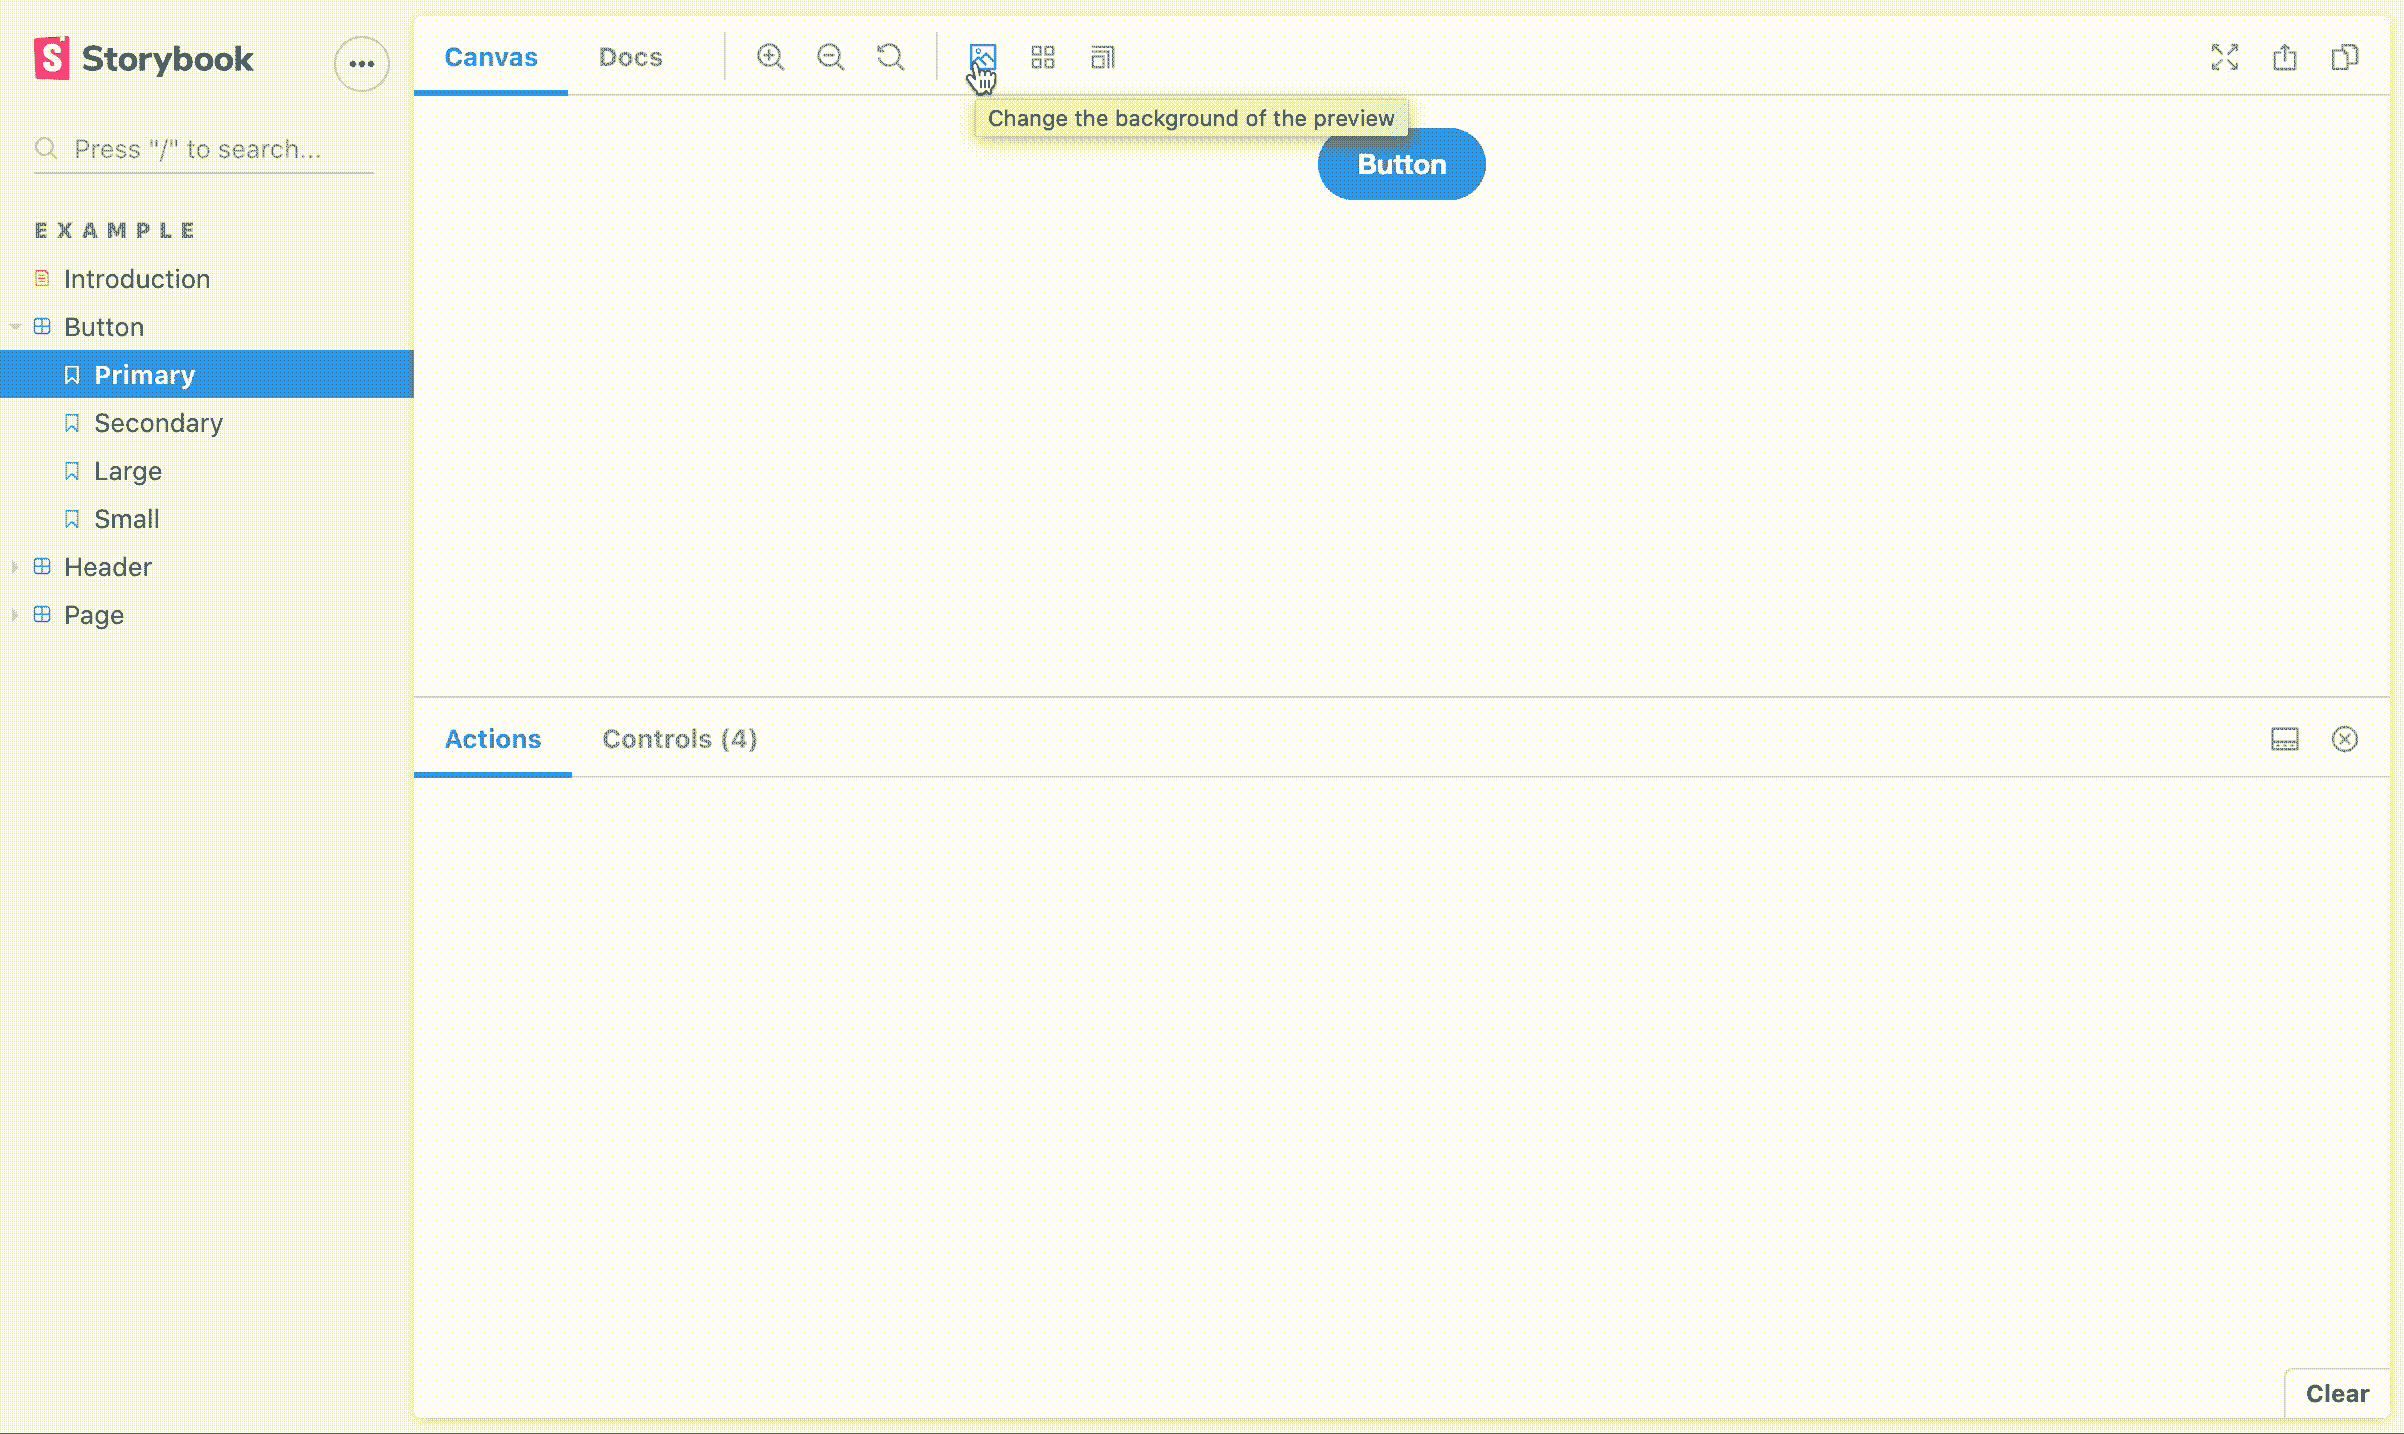 Storybook
Press "/" to search...
EXAMPLE
Introduction
Button
Primary
Secondary
Large
Small
Header
Page
Canvas
Docs
Change the background of the preview
Button
Actions
Controls (4)
Clear